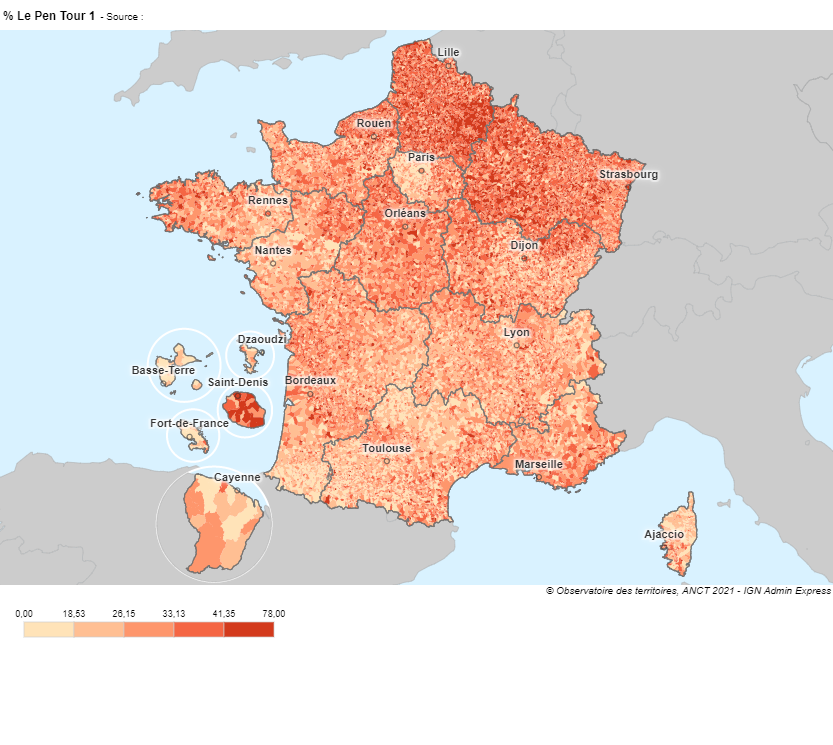 % Le Pen Tour 1 - Source :
Lille
Rouen
Paris
Strasbourg
Rennes
Orléans
Nantes
Dijon
Lyon
Dzaoudzi
Basse-Terre
Saint-Denis
Bordeaux
Fort-de-France
Toulouse
Marseille
Cayenne
Ajaccio
© Observatoire des territoires, ANCT 2021 - IGN Admin Express
0,00 18,53 26,15 33,13 41,35 78,00